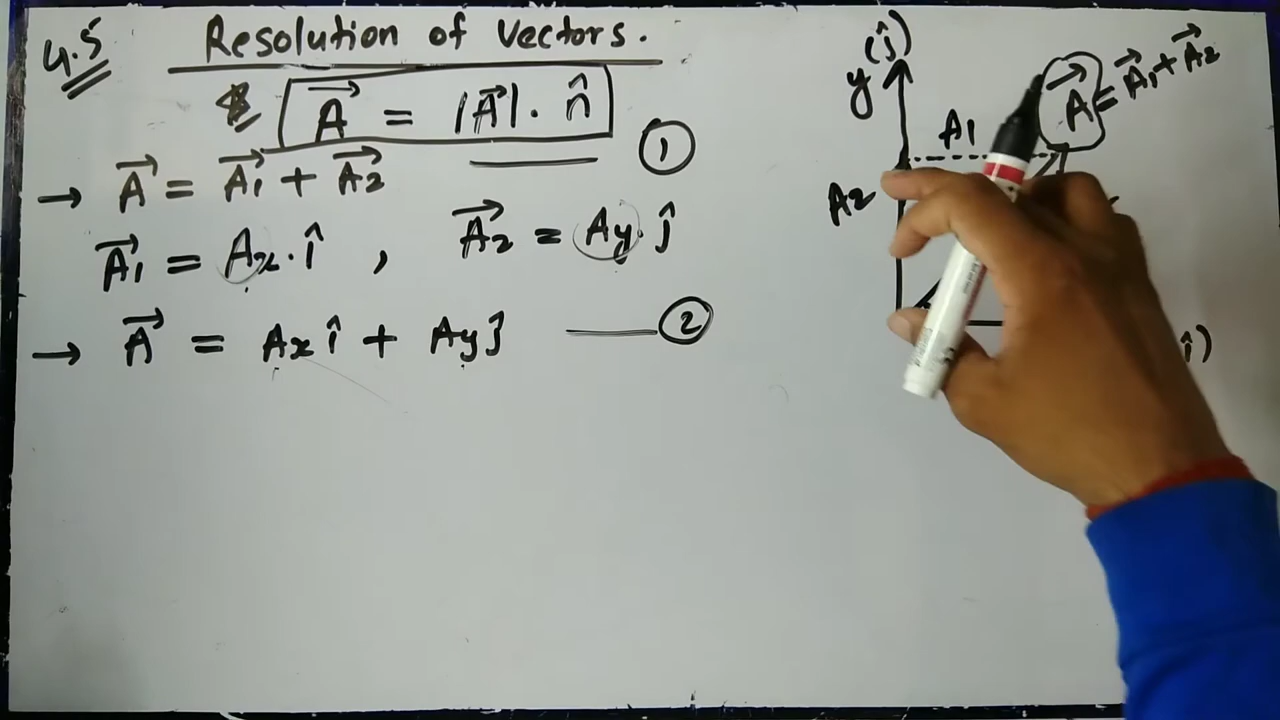 4.5 Resolution of vectors.
A⃗ = |A⃗| · n̂
①
→ A⃗ = A⃗1 + A⃗2
A⃗1 = Ax · î , A⃗2 = Ay · ĵ
→ A⃗ = Ax î + Ay ĵ ②
(ĵ)
y
A⃗ = A⃗1 + A⃗2
A1
A2
î)